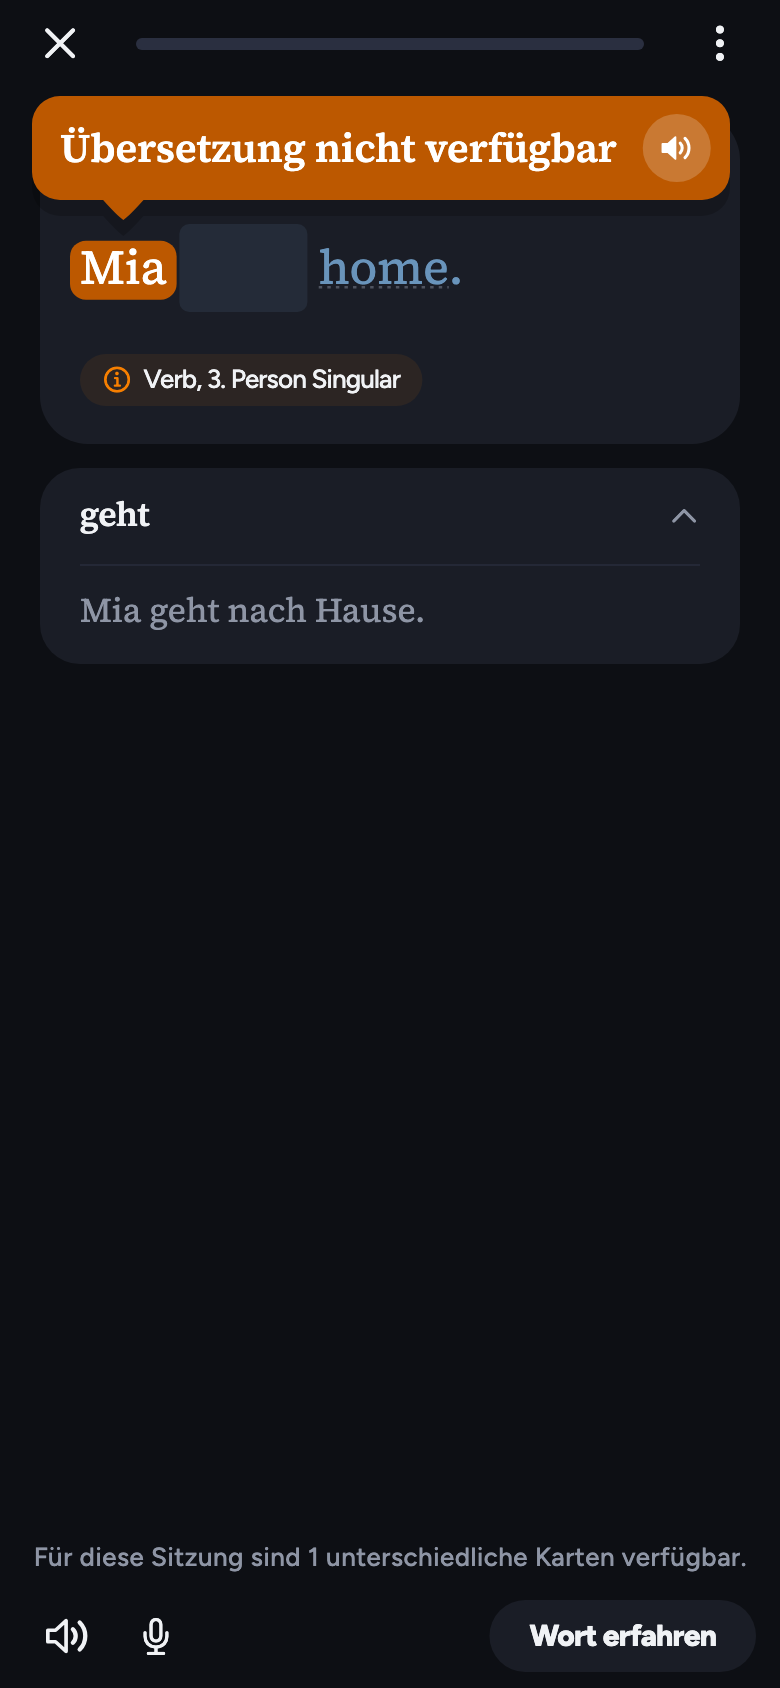 Übersetzung nicht verfügbar
Mia home.
Verb, 3. Person Singular
geht
Mia geht nach Hause.
Für diese Sitzung sind 1 unterschiedliche Karten verfügbar.
Wort erfahren